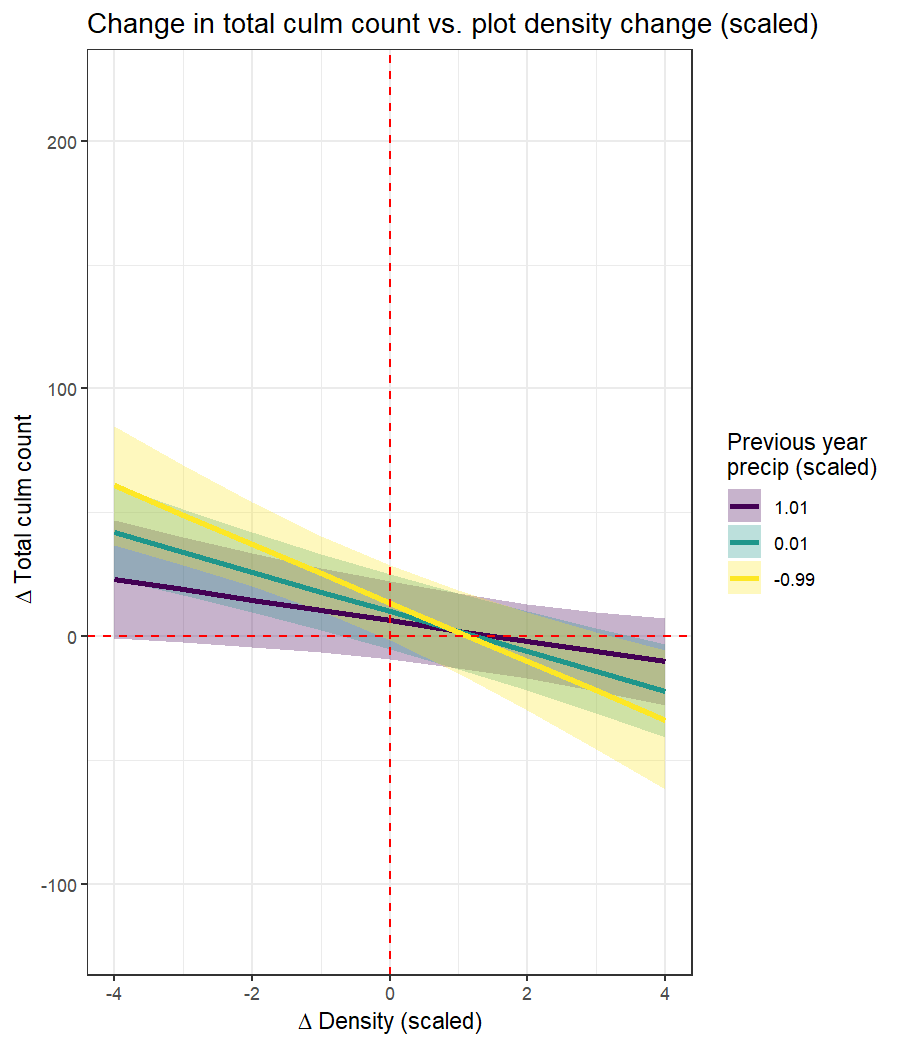 Change in total culm count vs. plot density change (scaled)
Δ Total culm count
200
100
0
-100
-4
-2
0
2
4
Δ Density (scaled)
Previous year
precip (scaled)
1.01
0.01
-0.99